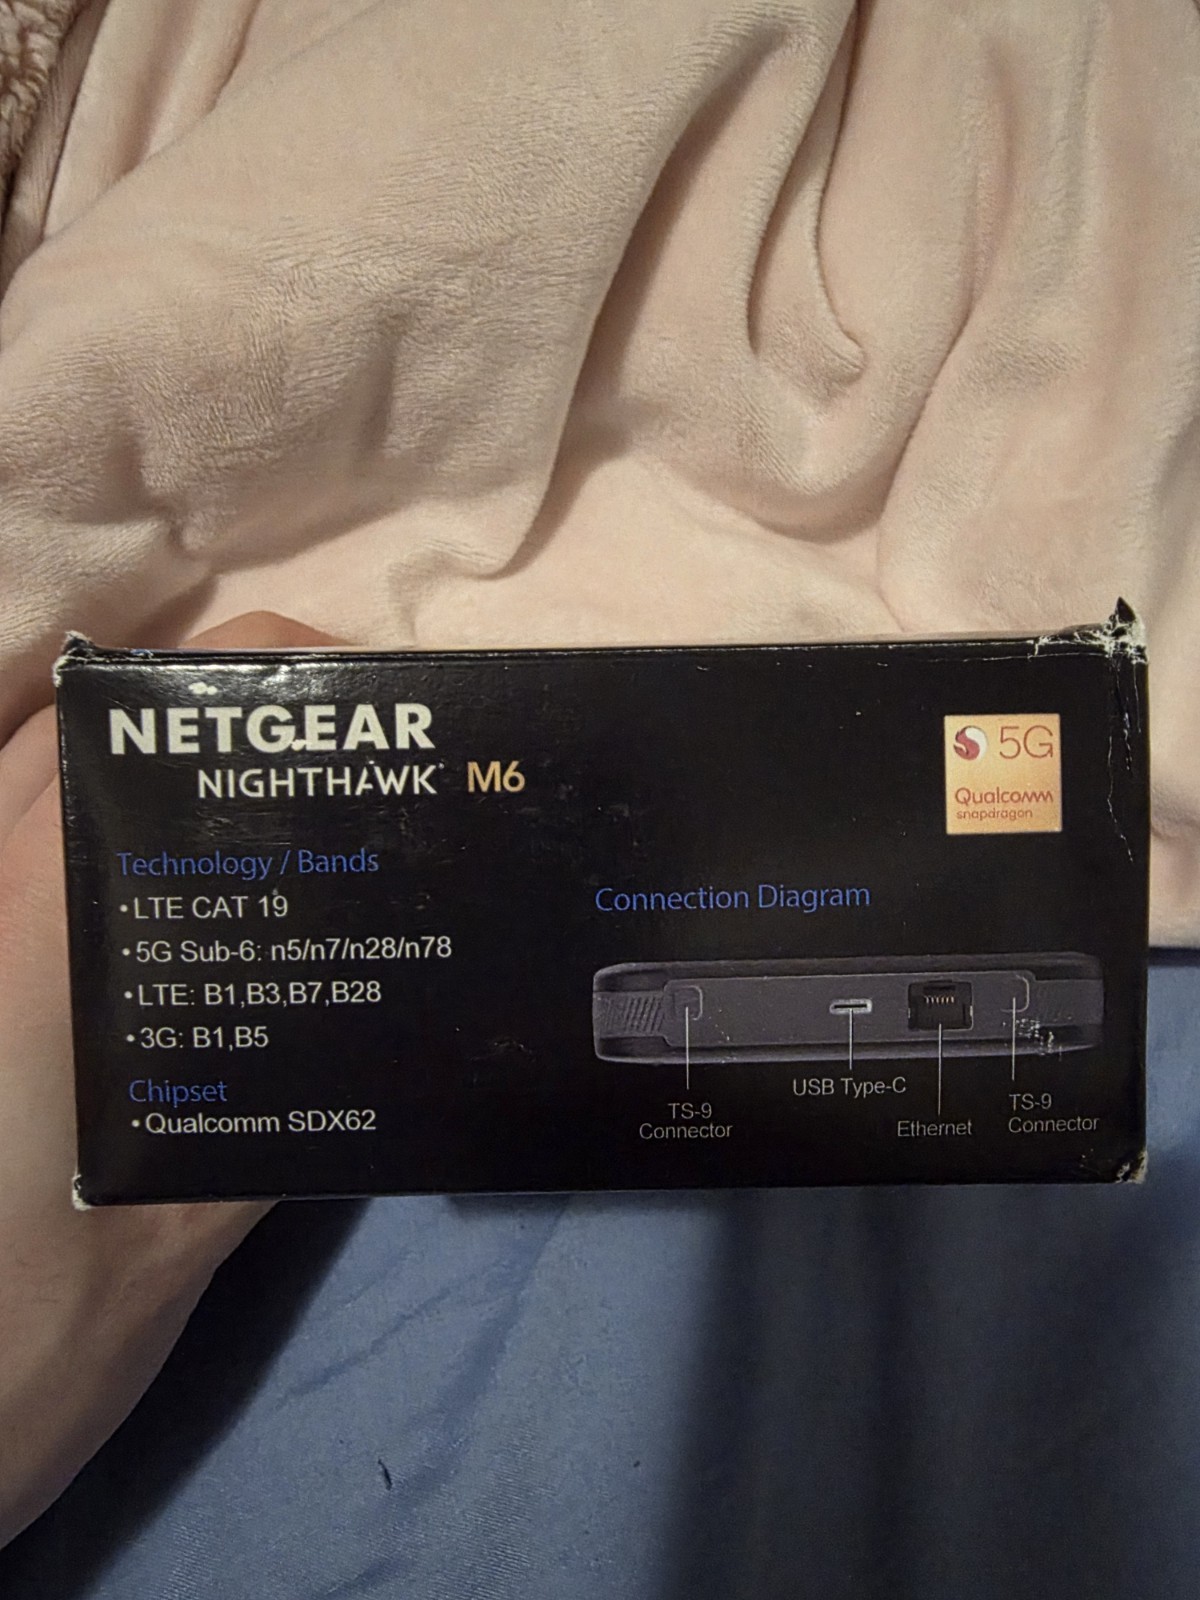 NETGEAR
NIGHTHAWK M6
5G
Qualcomm
snapdragon
Technology / Bands
•LTE CAT 19
•5G Sub-6: n5/n7/n28/n78
•LTE: B1,B3,B7,B28
•3G: B1,B5
Chipset
•Qualcomm SDX62
Connection Diagram
TS-9
Connector
USB Type-C
Ethernet
TS-9
Connector